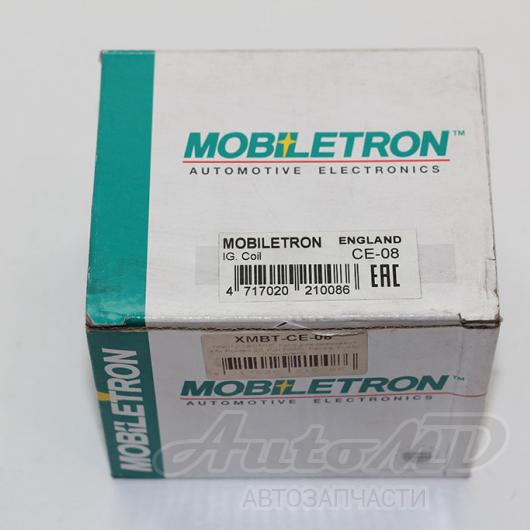 MOBILETRON™
AUTOMOTIVE ELECTRONICS
MOBILETRON ENGLAND
IG. Coil CE-08
4 717020 210086 EAC
XMBT-CE-08
MOBILETRON™
AUTOMOTIVE ELECTRONICS
MOBILETRON
AutoMD
АВТОЗАПЧАСТИ